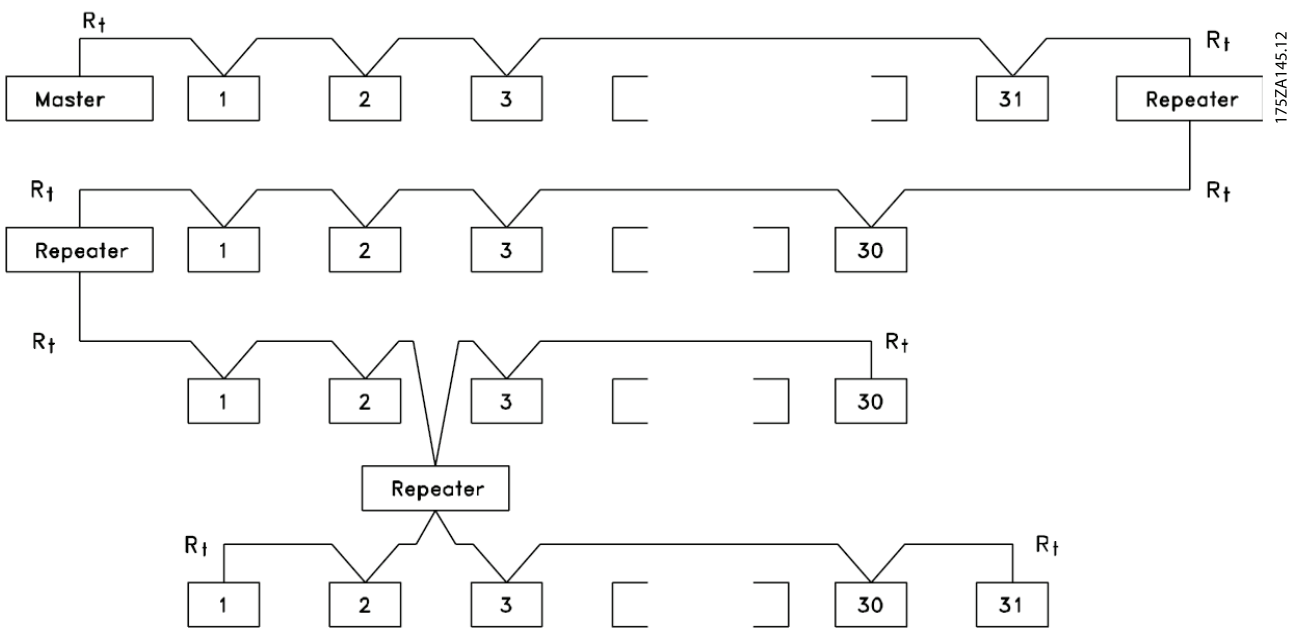 Rt Rt
Master 1 2 3 31 Repeater
175ZA145.12
Rt Rt
Repeater 1 2 3 30
Rt Rt
1 2 3 30
Repeater
Rt Rt
1 2 3 30 31